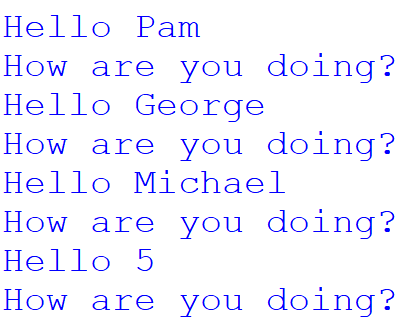 Hello Pam
How are you doing?
Hello George
How are you doing?
Hello Michael
How are you doing?
Hello 5
How are you doing?